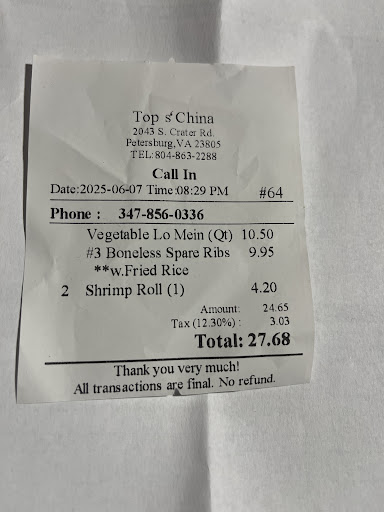 Top s' China
2043 S. Crater Rd.
Petersburg,VA 23805
TEL:804-863-2288
Call In
Date:2025-06-07 Time:08:29 PM #64
Phone : 347-856-0336
Vegetable Lo Mein (Qt) 10.50
#3 Boneless Spare Ribs 9.95
**w.Fried Rice
2 Shrimp Roll (1) 4.20
Amount: 24.65
Tax (12.30%) : 3.03
Total: 27.68
Thank you very much!
All transactions are final. No refund.